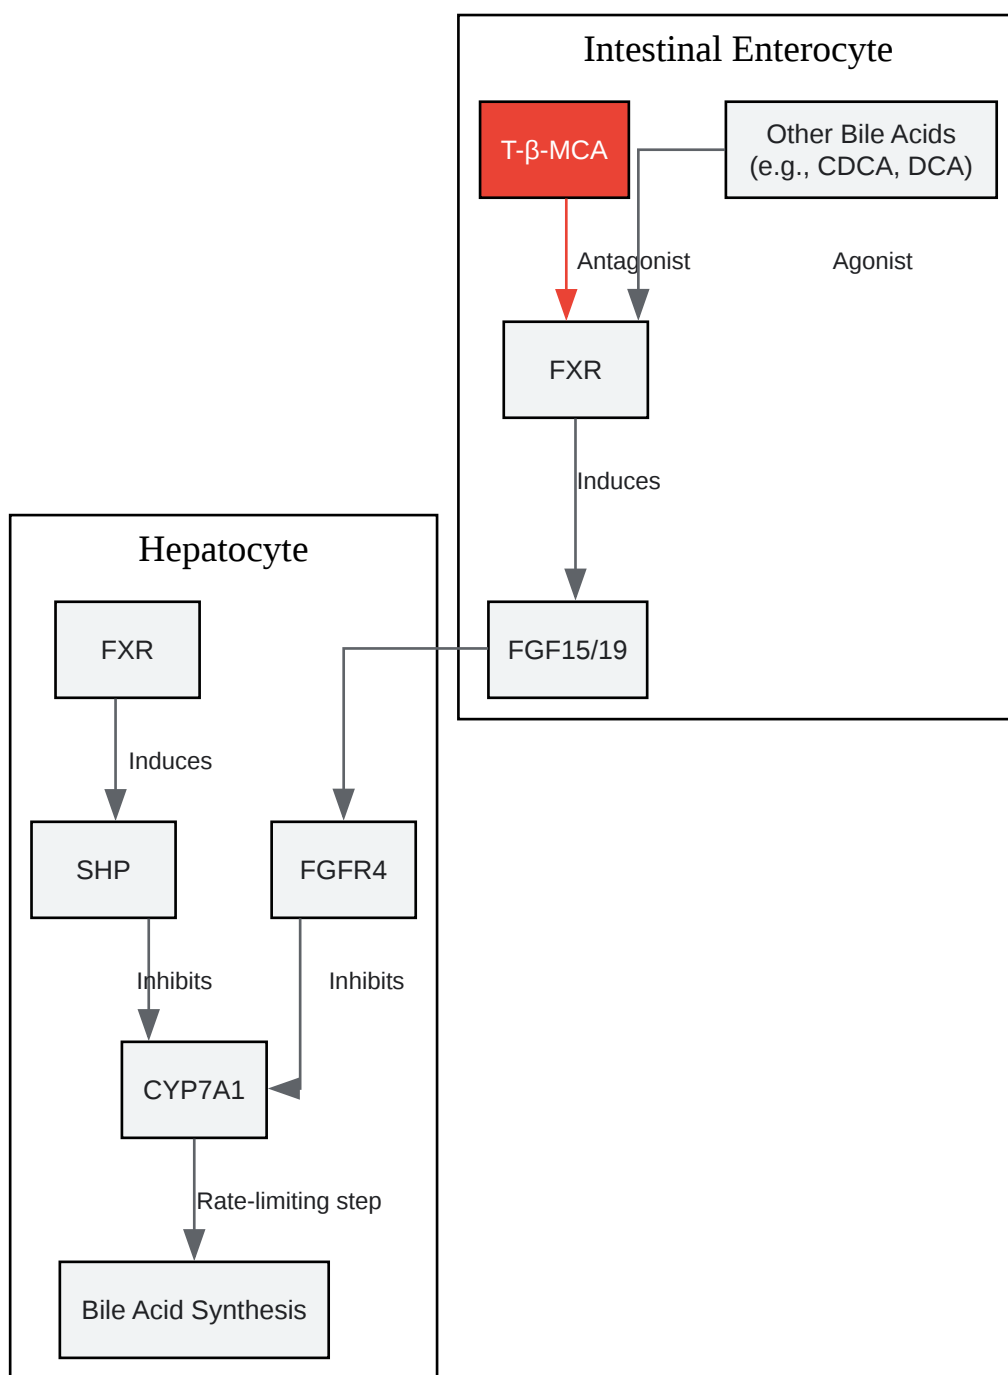 Intestinal Enterocyte
T-β-MCA
Other Bile Acids
(e.g., CDCA, DCA)
Antagonist
Agonist
FXR
Induces
FGF15/19
Hepatocyte
FXR
Induces
SHP
FGFR4
Inhibits
Inhibits
CYP7A1
Rate-limiting step
Bile Acid Synthesis